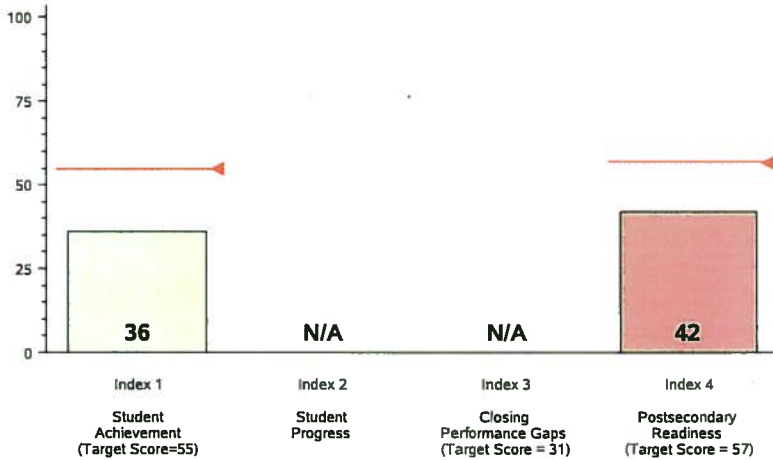 100
75
50
25
0
36
N/A
N/A
42
Index 1
Index 2
Index 3
Index 4
Student
Achievement
(Target Score=55)
Student
Progress
Closing
Performance Gaps
(Target Score = 31)
Postsecondary
Readiness
(Target Score = 57)